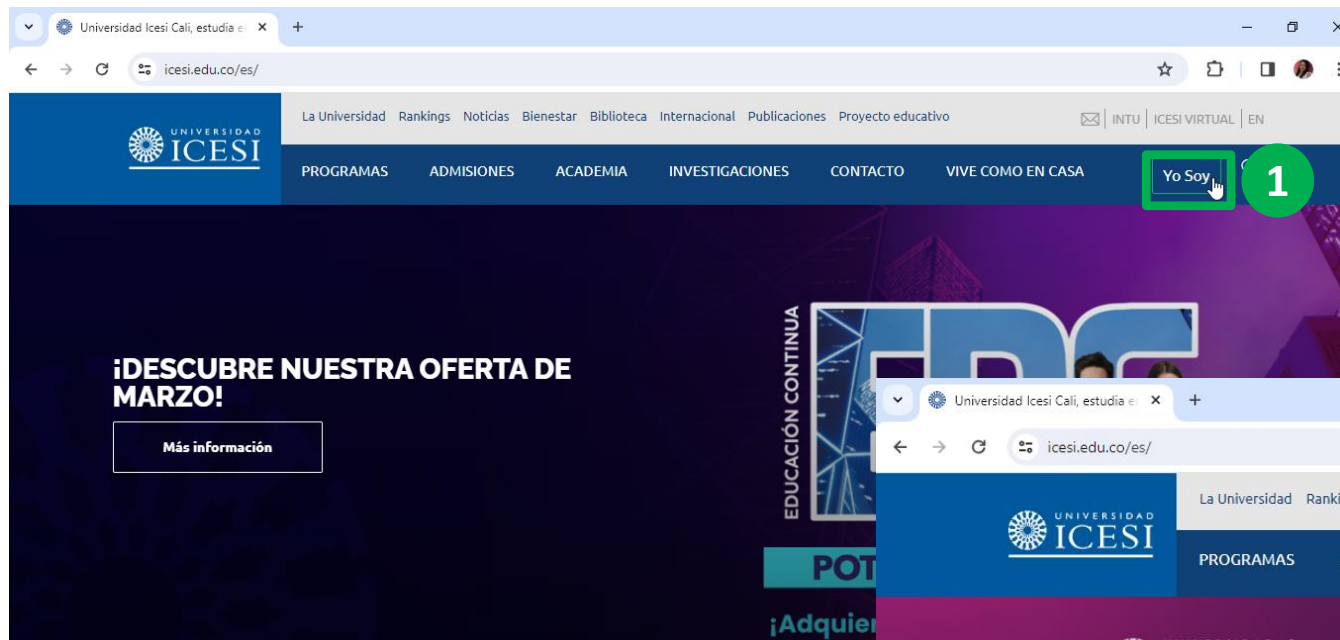 Universidad Icesi Cali, estudia e
icesi.edu.co/es/
La Universidad Rankings Noticias Bienestar Biblioteca Internacional Publicaciones Proyecto educativo
INTU ICESI VIRTUAL EN
UNIVERSIDAD
ICESI
PROGRAMAS ADMISIONES ACADEMIA INVESTIGACIONES CONTACTO VIVE COMO EN CASA
Yo Soy
1
¡DESCUBRE NUESTRA OFERTA DE
MARZO!
Más información
EDUCACIÓN CONTINUA
POT
¡Adquier
Universidad Icesi Cali, estudia e
icesi.edu.co/es/
La Universidad Ranki
UNIVERSIDAD
ICESI
PROGRAMAS